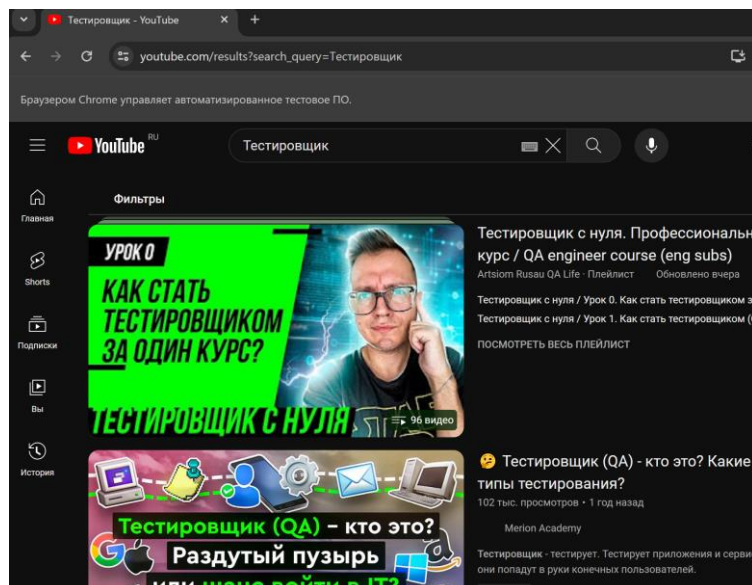 Тестировщик - YouTube
youtube.com/results?search_query=Тестировщик
Браузером Chrome управляет автоматизированное тестовое ПО.
YouTube RU
Тестировщик
Главная
Shorts
Подписки
Вы
История
Фильтры
УРОК 0
КАК СТАТЬ
ТЕСТИРОВЩИКОМ
ЗА ОДИН КУРС?
ТЕСТИРОВЩИК С НУЛЯ
96 видео
Тестировщик с нуля. Профессиональн
курс / QA engineer course (eng subs)
Artsiom Rusau QA Life · Плейлист Обновлено вчера
Тестировщик с нуля / Урок 0. Как стать тестировщиком з
Тестировщик с нуля / Урок 1. Как стать тестировщиком
ПОСМОТРЕТЬ ВЕСЬ ПЛЕЙЛИСТ
Тестировщик (QA) – кто это?
Раздутый пузырь
или шанс войти в IT?
Тестировщик (QA) - кто это? Какие
типы тестирования?
102 тыс. просмотров • 1 год назад
Merion Academy
Тестировщик - тестирует. Тестирует приложения и серви
они попадут в руки конечных пользователей.